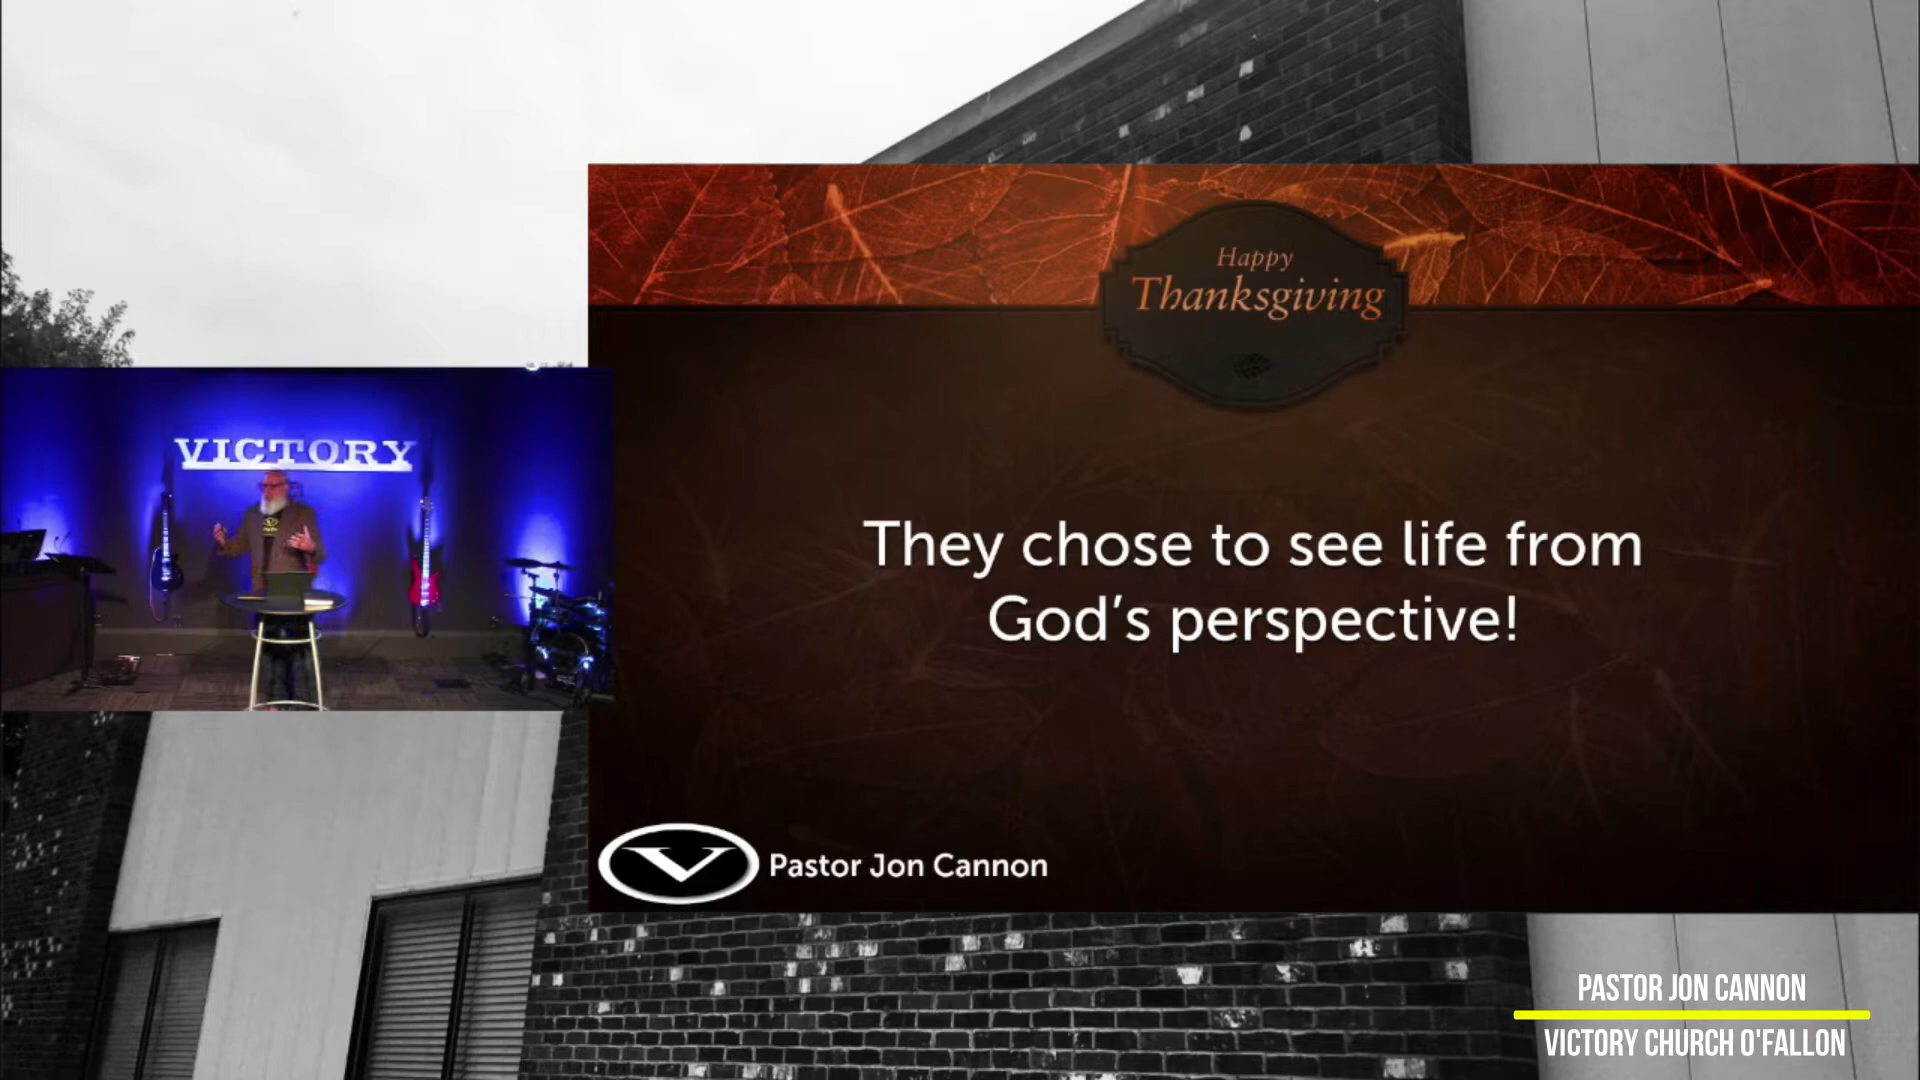 Happy
Thanksgiving
VICTORY
They chose to see life from
God's perspective!
V Pastor Jon Cannon
PASTOR JON CANNON
VICTORY CHURCH O'FALLON